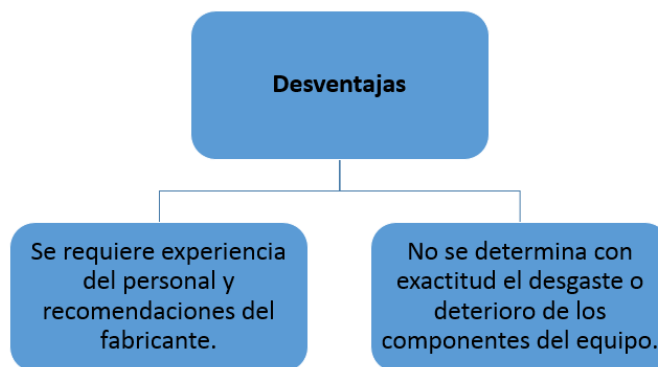 Desventajas
Se requiere experiencia
del personal y
recomendaciones del
fabricante.
No se determina con
exactitud el desgaste o
deterioro de los
componentes del equipo.